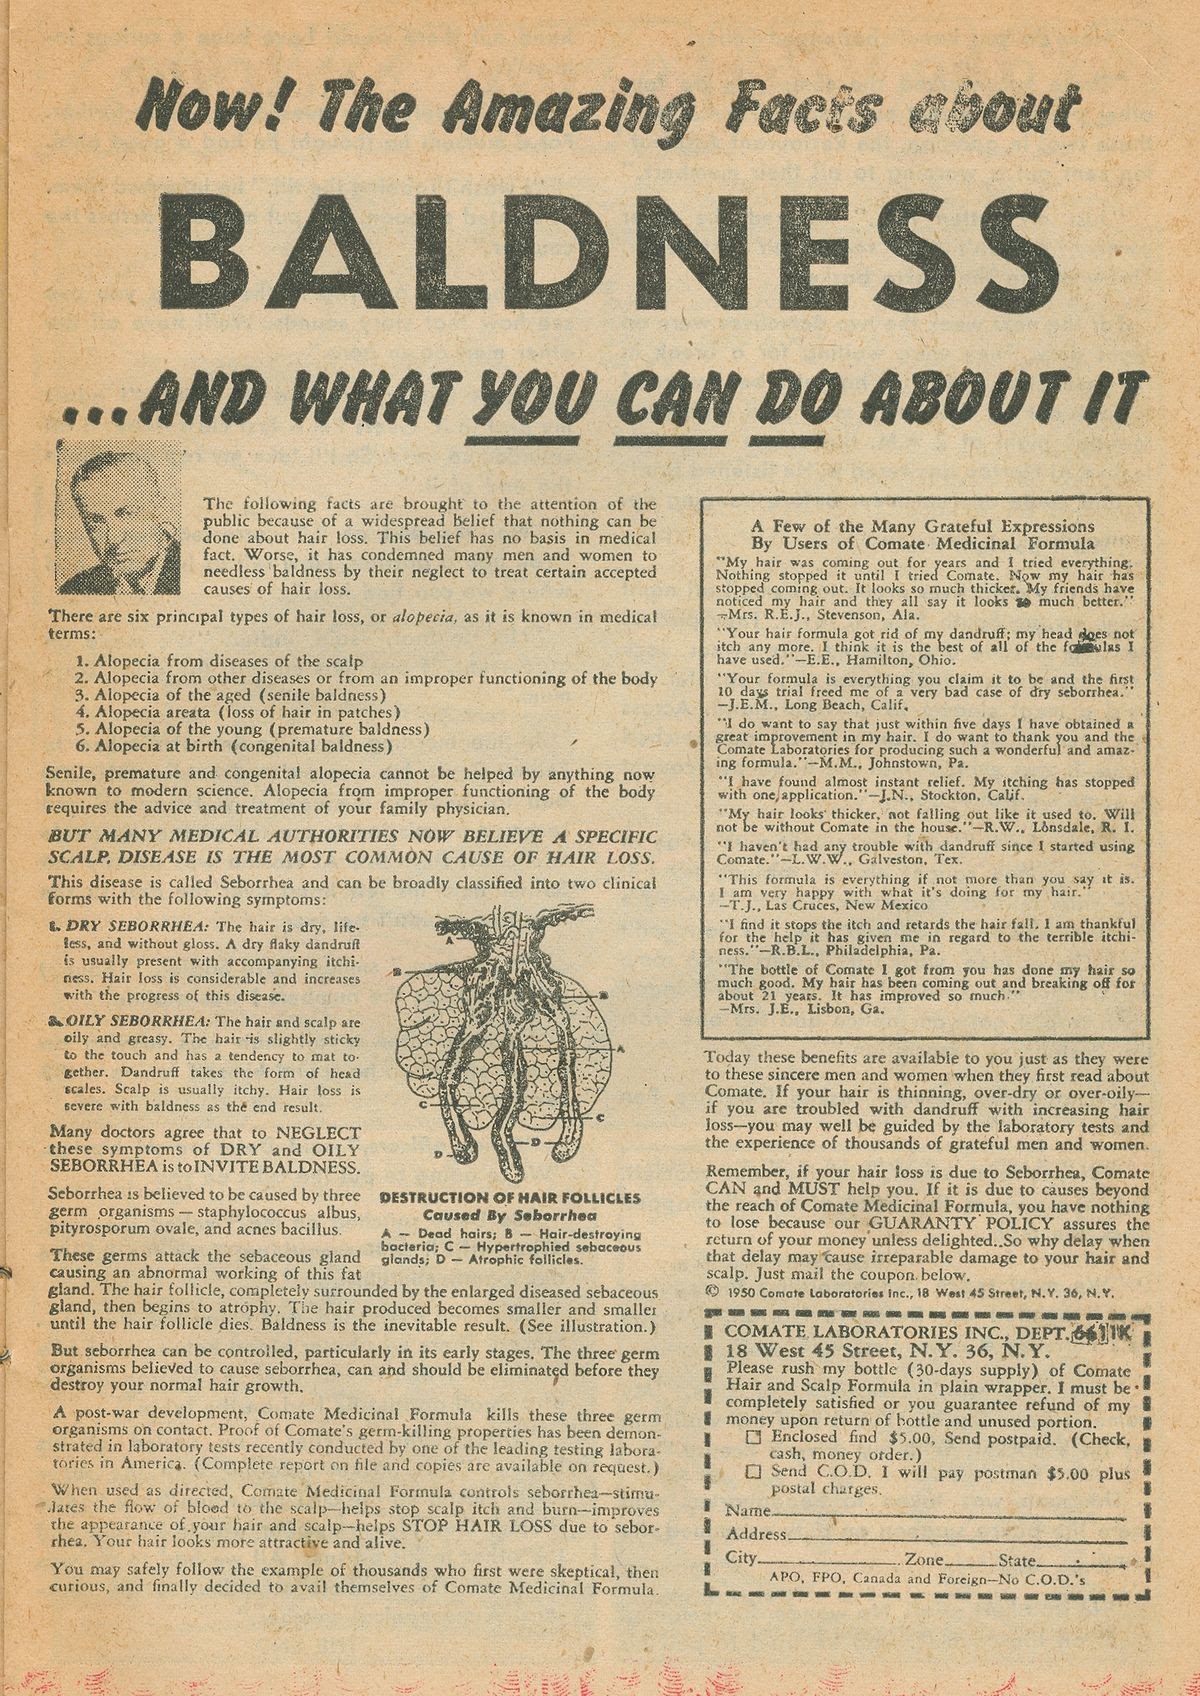 Now! The Amazing Facts about
BALDNESS
...AND WHAT YOU CAN DO ABOUT IT
The following facts are brought to the attention of the
public because of a widespread belief that nothing can be
done about hair loss. This belief has no basis in medical
fact. Worse, it has condemned many men and women to
needless baldness by their neglect to treat certain accepted
causes of hair loss.
There are six principal types of hair loss, or alopecia, as it is known in medical
terms:
1. Alopecia from diseases of the scalp
2. Alopecia from other diseases or from an improper functioning of the body
3. Alopecia of the aged (senile baldness)
4. Alopecia areata (loss of hair in patches)
5. Alopecia of the young (premature baldness)
6. Alopecia at birth (congenital baldness)
Senile, premature and congenital alopecia cannot be helped by anything now
known to modern science. Alopecia from improper functioning of the body
requires the advice and treatment of your family physician.
BUT MANY MEDICAL AUTHORITIES NOW BELIEVE A SPECIFIC
SCALP DISEASE IS THE MOST COMMON CAUSE OF HAIR LOSS.
This disease is called Seborrhea and can be broadly classified into two clinical
forms with the following symptoms:
1. DRY SEBORRHEA: The hair is dry, life-
less, and without gloss. A dry flaky dandruff
is usually present with accompanying itchi-
ness. Hair loss is considerable and increases
with the progress of this disease.
2. OILY SEBORRHEA: The hair and scalp are
oily and greasy. The hair is slightly sticky
to the touch and has a tendency to mat to-
gether. Dandruff takes the form of head
scales. Scalp is usually itchy. Hair loss is
severe with baldness as the end result.
Many doctors agree that to NEGLECT
these symptoms of DRY and OILY
SEBORRHEA is to INVITE BALDNESS.
Seborrhea is believed to be caused by three
germ organisms — staphylococcus albus,
pityrosporum ovale, and acnes bacillus.
These germs attack the sebaceous gland
causing an abnormal working of this fat
gland. The hair follicle, completely surrounded by the enlarged diseased sebaceous
gland, then begins to atrophy. The hair produced becomes smaller and smaller
until the hair follicle dies. Baldness is the inevitable result. (See illustration.)
But seborrhea can be controlled, particularly in its early stages. The three germ
organisms believed to cause seborrhea, can and should be eliminated before they
destroy your normal hair growth.
A post-war development, Comate Medicinal Formula kills these three germ
organisms on contact. Proof of Comate's germ-killing properties has been demon-
strated in laboratory tests recently conducted by one of the leading testing labora-
tories in America. (Complete report on file and copies are available on request.)
When used as directed, Comate Medicinal Formula controls seborrhea—stimu-
lates the flow of blood to the scalp—helps stop scalp itch and burn—improves
the appearance of your hair and scalp—helps STOP HAIR LOSS due to sebor-
rhea. Your hair looks more attractive and alive.
You may safely follow the example of thousands who first were skeptical, then
curious, and finally decided to avail themselves of Comate Medicinal Formula.
A
B
B
A
C
C
D
D
DESTRUCTION OF HAIR FOLLICLES
Caused By Seborrhea
A — Dead hairs; B — Hair-destroying
bacteria; C — Hypertrophied sebaceous
glands; D — Atrophic follicles.
A Few of the Many Grateful Expressions
By Users of Comate Medicinal Formula
"My hair was coming out for years and I tried everything.
Nothing stopped it until I tried Comate. Now my hair has
stopped coming out. It looks so much thicker. My friends have
noticed my hair and they all say it looks so much better."
—Mrs. R.E.J., Stevenson, Ala.
"Your hair formula got rid of my dandruff; my head does not
itch any more. I think it is the best of all of the formulas I
have used."—E.E., Hamilton, Ohio.
"Your formula is everything you claim it to be and the first
10 days trial freed me of a very bad case of dry seborrhea."
—J.E.M., Long Beach, Calif.
"I do want to say that just within five days I have obtained a
great improvement in my hair. I do want to thank you and the
Comate Laboratories for producing such a wonderful and amaz-
ing formula."—M.M., Johnstown, Pa.
"I have found almost instant relief. My itching has stopped
with one application."—J.N., Stockton, Calif.
"My hair looks thicker, not falling out like it used to. Will
not be without Comate in the house."—R.W., Lonsdale, R. I.
"I haven't had any trouble with dandruff since I started using
Comate."—L.W.W., Galveston, Tex.
"This formula is everything if not more than you say it is.
I am very happy with what it's doing for my hair."
—T.J., Las Cruces, New Mexico
"I find it stops the itch and retards the hair fall. I am thankful
for the help it has given me in regard to the terrible itchi-
ness."—R.B.L., Philadelphia, Pa.
"The bottle of Comate I got from you has done my hair so
much good. My hair has been coming out and breaking off for
about 21 years. It has improved so much."
—Mrs. J.E., Lisbon, Ga.
Today these benefits are available to you just as they were
to these sincere men and women when they first read about
Comate. If your hair is thinning, over-dry or over-oily—
if you are troubled with dandruff with increasing hair
loss—you may well be guided by the laboratory tests and
the experience of thousands of grateful men and women.
Remember, if your hair loss is due to Seborrhea, Comate
CAN and MUST help you. If it is due to causes beyond
the reach of Comate Medicinal Formula, you have nothing
to lose because our GUARANTY POLICY assures the
return of your money unless delighted. So why delay when
that delay may cause irreparable damage to your hair and
scalp. Just mail the coupon below.
© 1950 Comate Laboratories Inc., 18 West 45 Street, N.Y. 36, N.Y.
COMATE LABORATORIES INC., DEPT.
18 West 45 Street, N.Y. 36, N.Y.
Please rush my bottle (30-days supply) of Comate
Hair and Scalp Formula in plain wrapper. I must be
completely satisfied or you guarantee refund of my
money upon return of bottle and unused portion.
Enclosed find $5.00, Send postpaid. (Check,
cash, money order.)
Send C.O.D. I will pay postman $5.00 plus
postal charges.
Name
Address
City Zone State
APO, FPO, Canada and Foreign—No C.O.D.'s